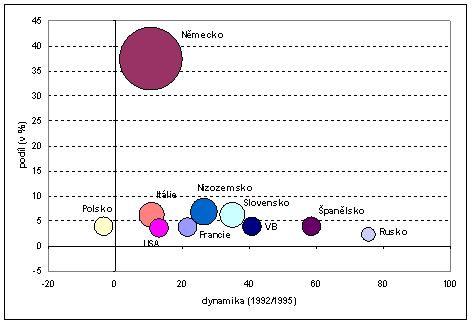 45
40
35
30
25
20
15
10
5
0
-5
podíl (v %)
Německo
Itálie
Nizozemsko
Polsko
Slovensko
Španělsko
USA
Francie
VB
Rusko
-20
0
20
40
60
80
100
dynamika (1992/1995)